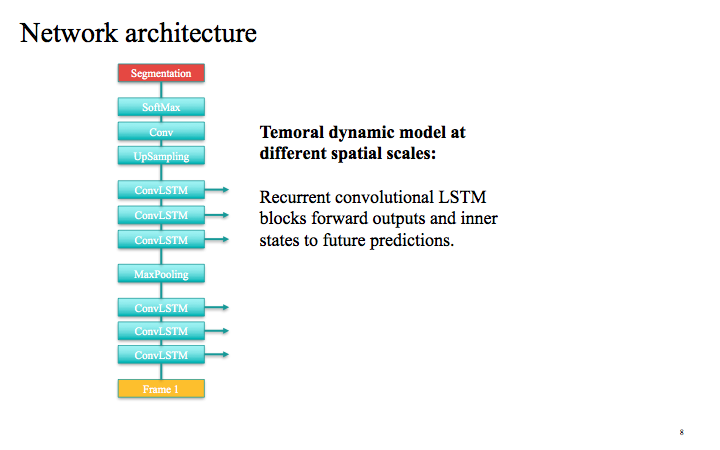 Network architecture
Segmentation
SoftMax
Conv
UpSampling
ConvLSTM
ConvLSTM
ConvLSTM
MaxPooling
ConvLSTM
ConvLSTM
ConvLSTM
Frame 1
Temoral dynamic model at
different spatial scales:
Recurrent convolutional LSTM
blocks forward outputs and inner
states to future predictions.
8